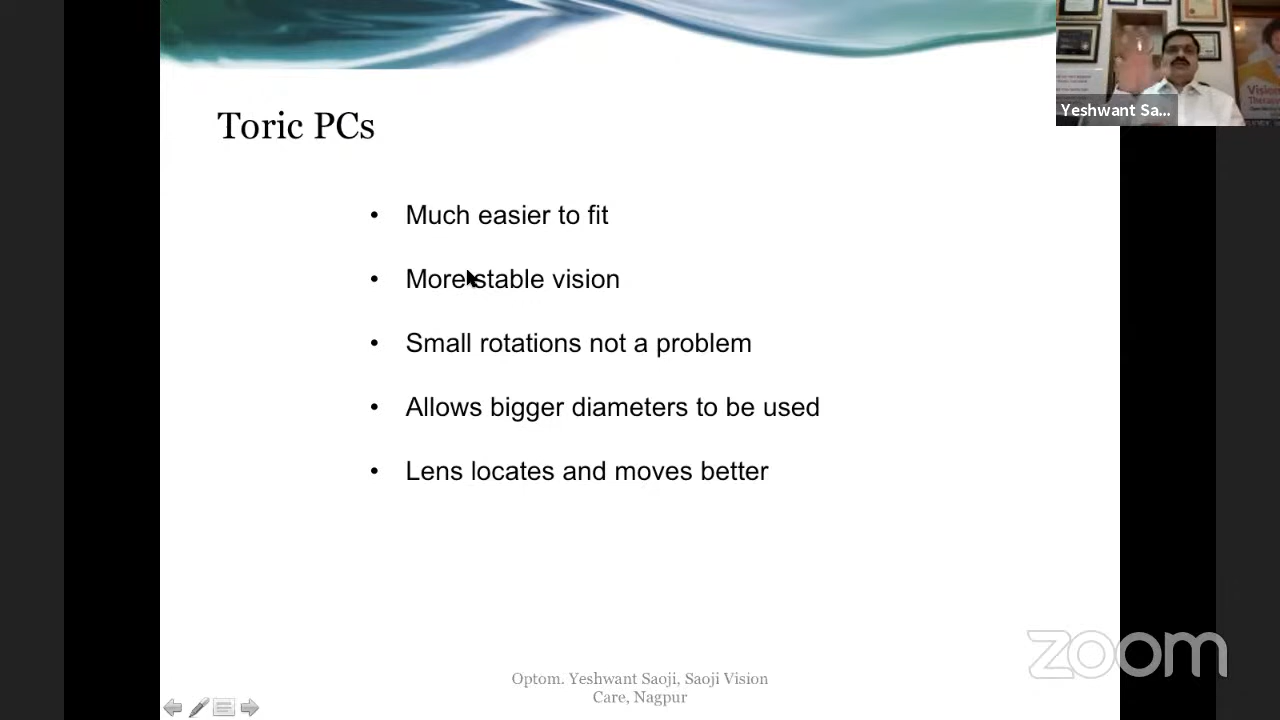 Yeshwant Sa...
Toric PCs
• Much easier to fit
• More stable vision
• Small rotations not a problem
• Allows bigger diameters to be used
• Lens locates and moves better
Optom. Yeshwant Saoji, Saoji Vision
Care, Nagpur
zoom